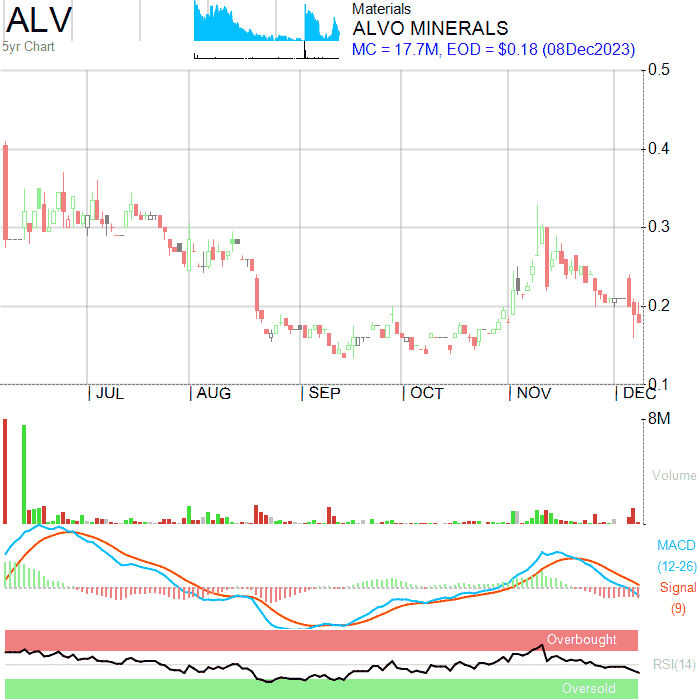 ALV
5yr Chart
Materials
ALVO MINERALS
MC = 17.7M, EOD = $0.18 (08Dec2023)
0.5
0.4
0.3
0.2
0.1
JUL
AUG
SEP
OCT
NOV
DEC
8M
Volume
MACD
(12-26)
Signal
(9)
Overbought
RSI(14)
Oversold